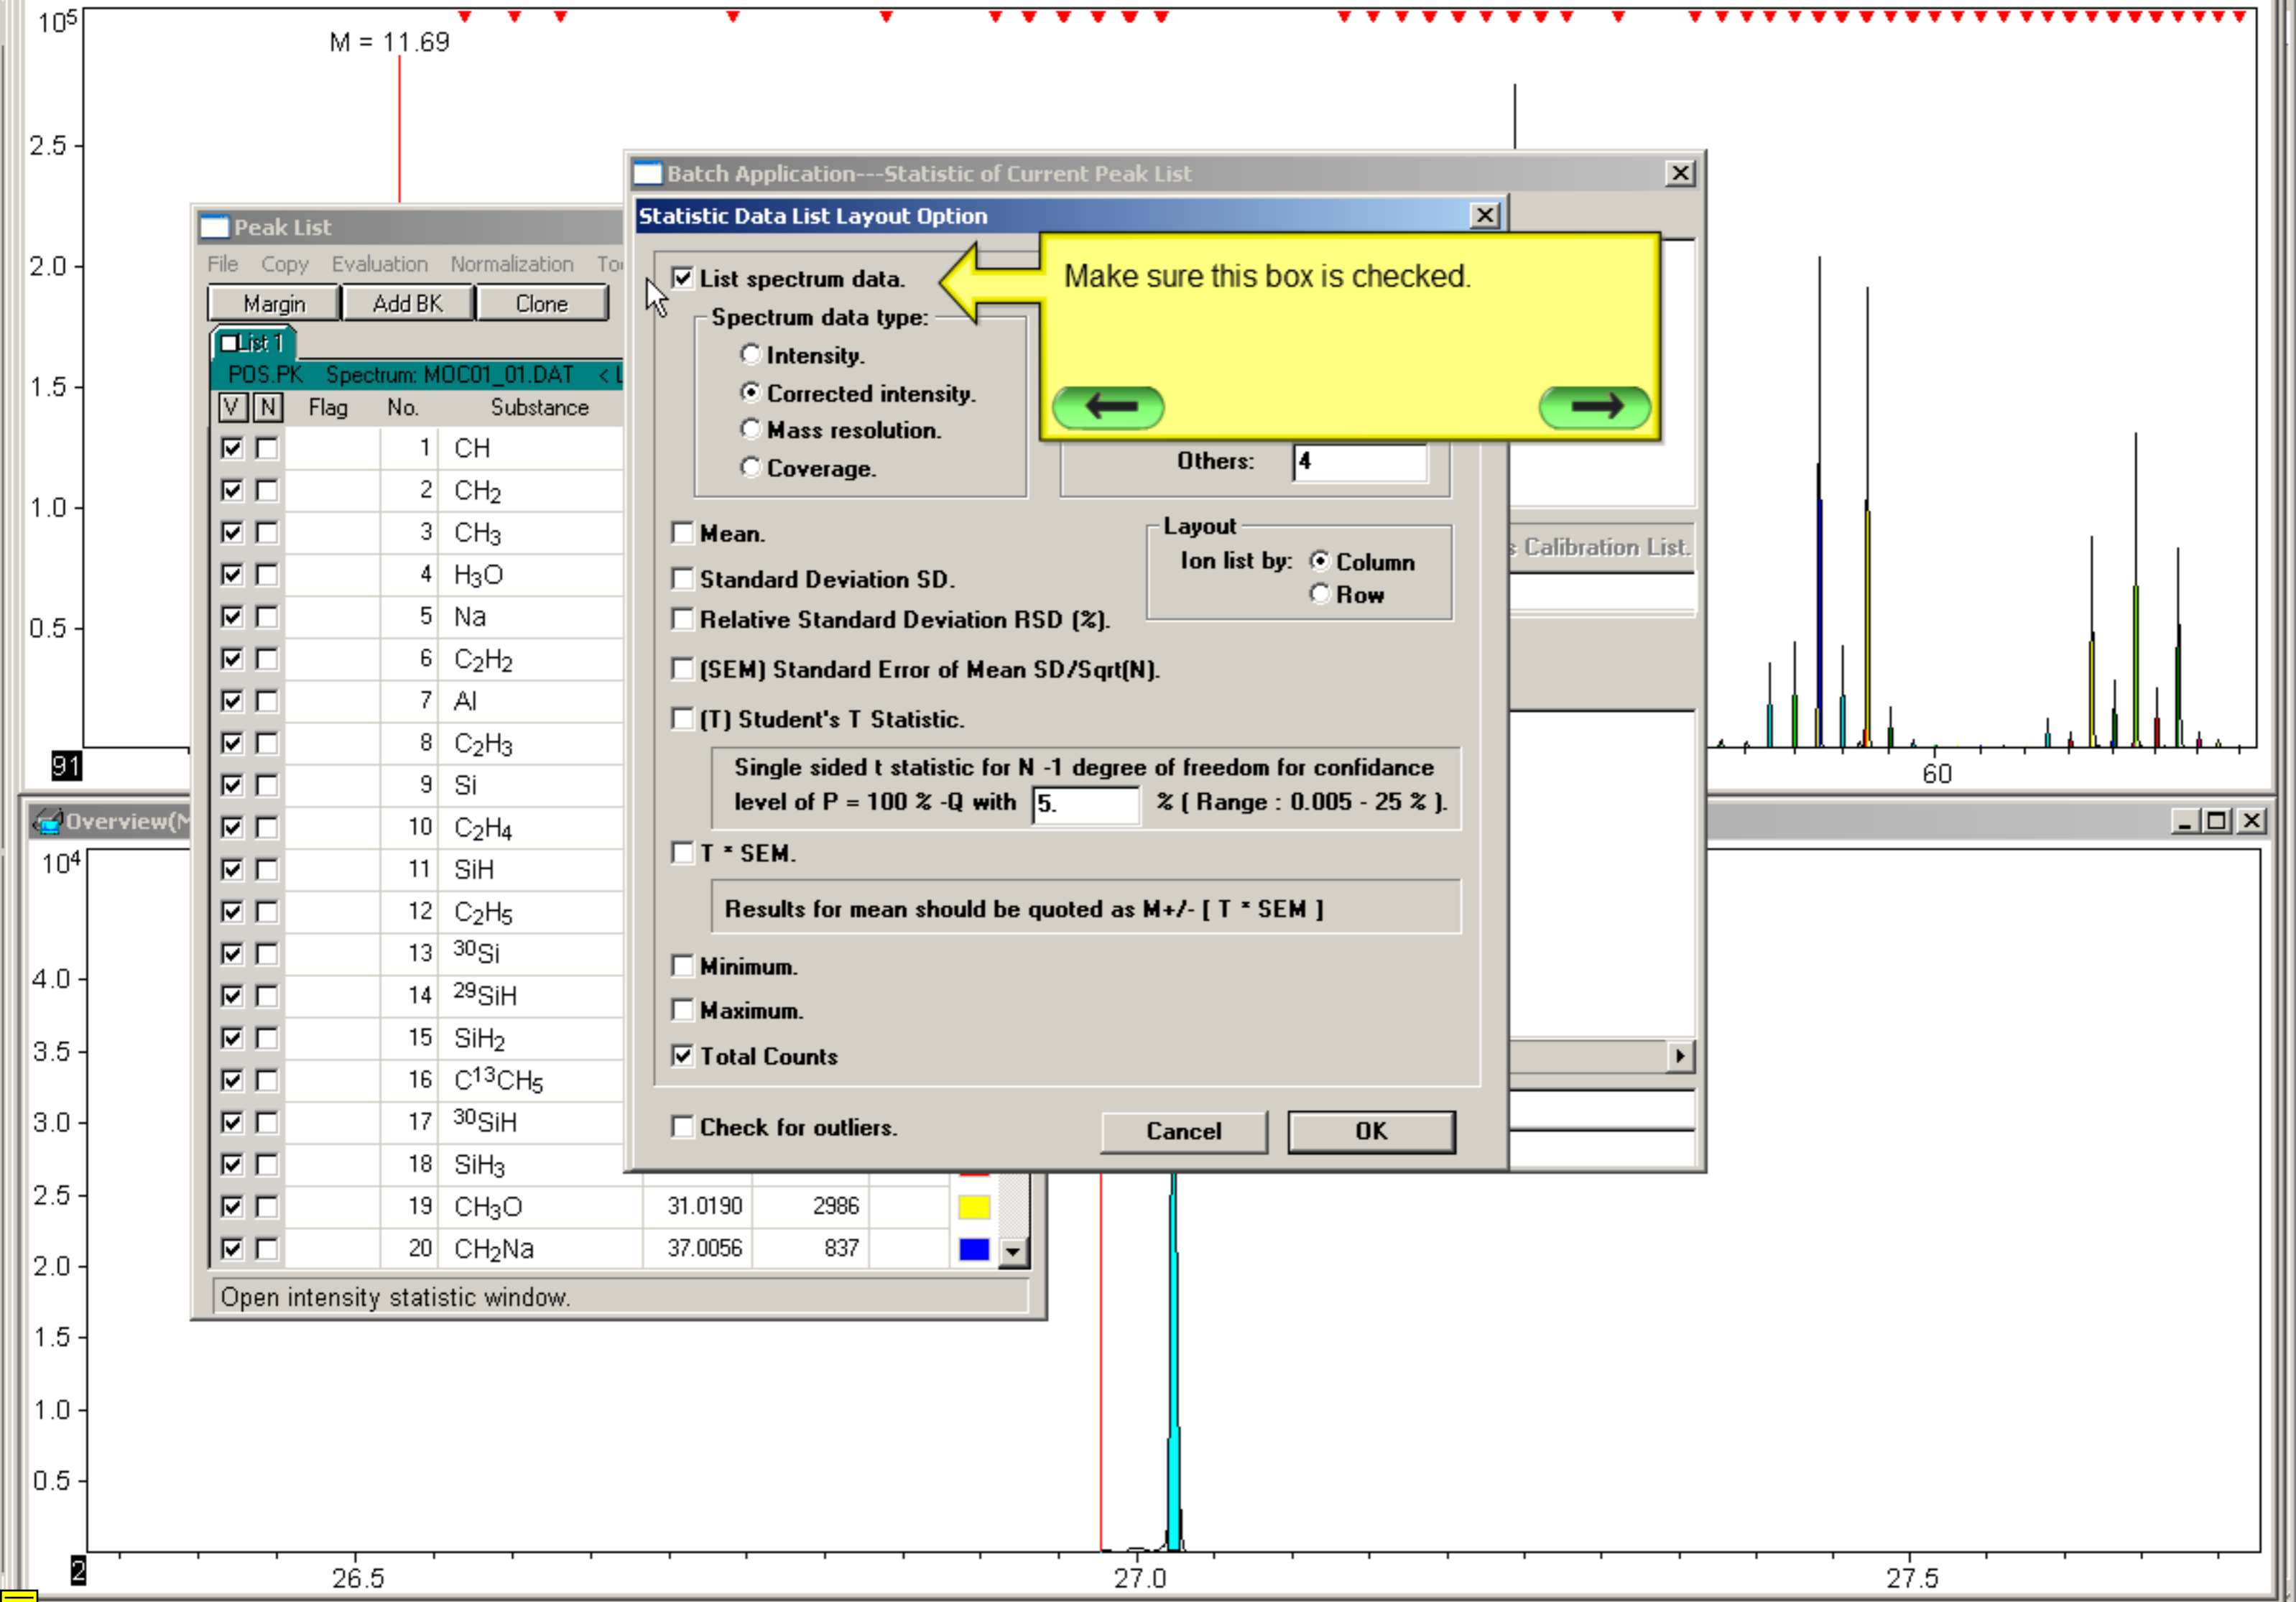 10⁵
M = 11.69
2.5
2.0
1.5
1.0
0.5
91
60
Peak List
File Copy Evaluation Normalization
Margin Add BK Clone
List 1
POS.PK Spectrum: MOC01_01.DAT <
V N Flag No. Substance
1 CH
2 CH₂
3 CH₃
4 H₃O
5 Na
6 C₂H₂
7 Al
8 C₂H₃
9 Si
10 C₂H₄
11 SiH
12 C₂H₅
13 ³⁰Si
14 ²⁹SiH
15 SiH₂
16 C¹³CH₅
17 ³⁰SiH
18 SiH₃
19 CH₃O 31.0190 2986
20 CH₂Na 37.0056 837
Open intensity statistic window.
Batch Application---Statistic of Current Peak List
Statistic Data List Layout Option
List spectrum data.
Make sure this box is checked.
Spectrum data type:
Intensity.
Corrected intensity.
Mass resolution.
Coverage.
Others: 4
Mean.
Standard Deviation SD.
Relative Standard Deviation RSD (%).
Layout
Ion list by: Column
Row
(SEM) Standard Error of Mean SD/Sqrt(N).
(T) Student's T Statistic.
Single sided t statistic for N -1 degree of freedom for confidance
level of P = 100 % -Q with 5. % ( Range : 0.005 - 25 % ).
T * SEM.
Results for mean should be quoted as M+/- [ T * SEM ]
Minimum.
Maximum.
Total Counts
Check for outliers.
Cancel OK
Calibration List.
Overview(M
10⁴
4.0
3.5
3.0
2.5
2.0
1.5
1.0
0.5
2
26.5 27.0 27.5